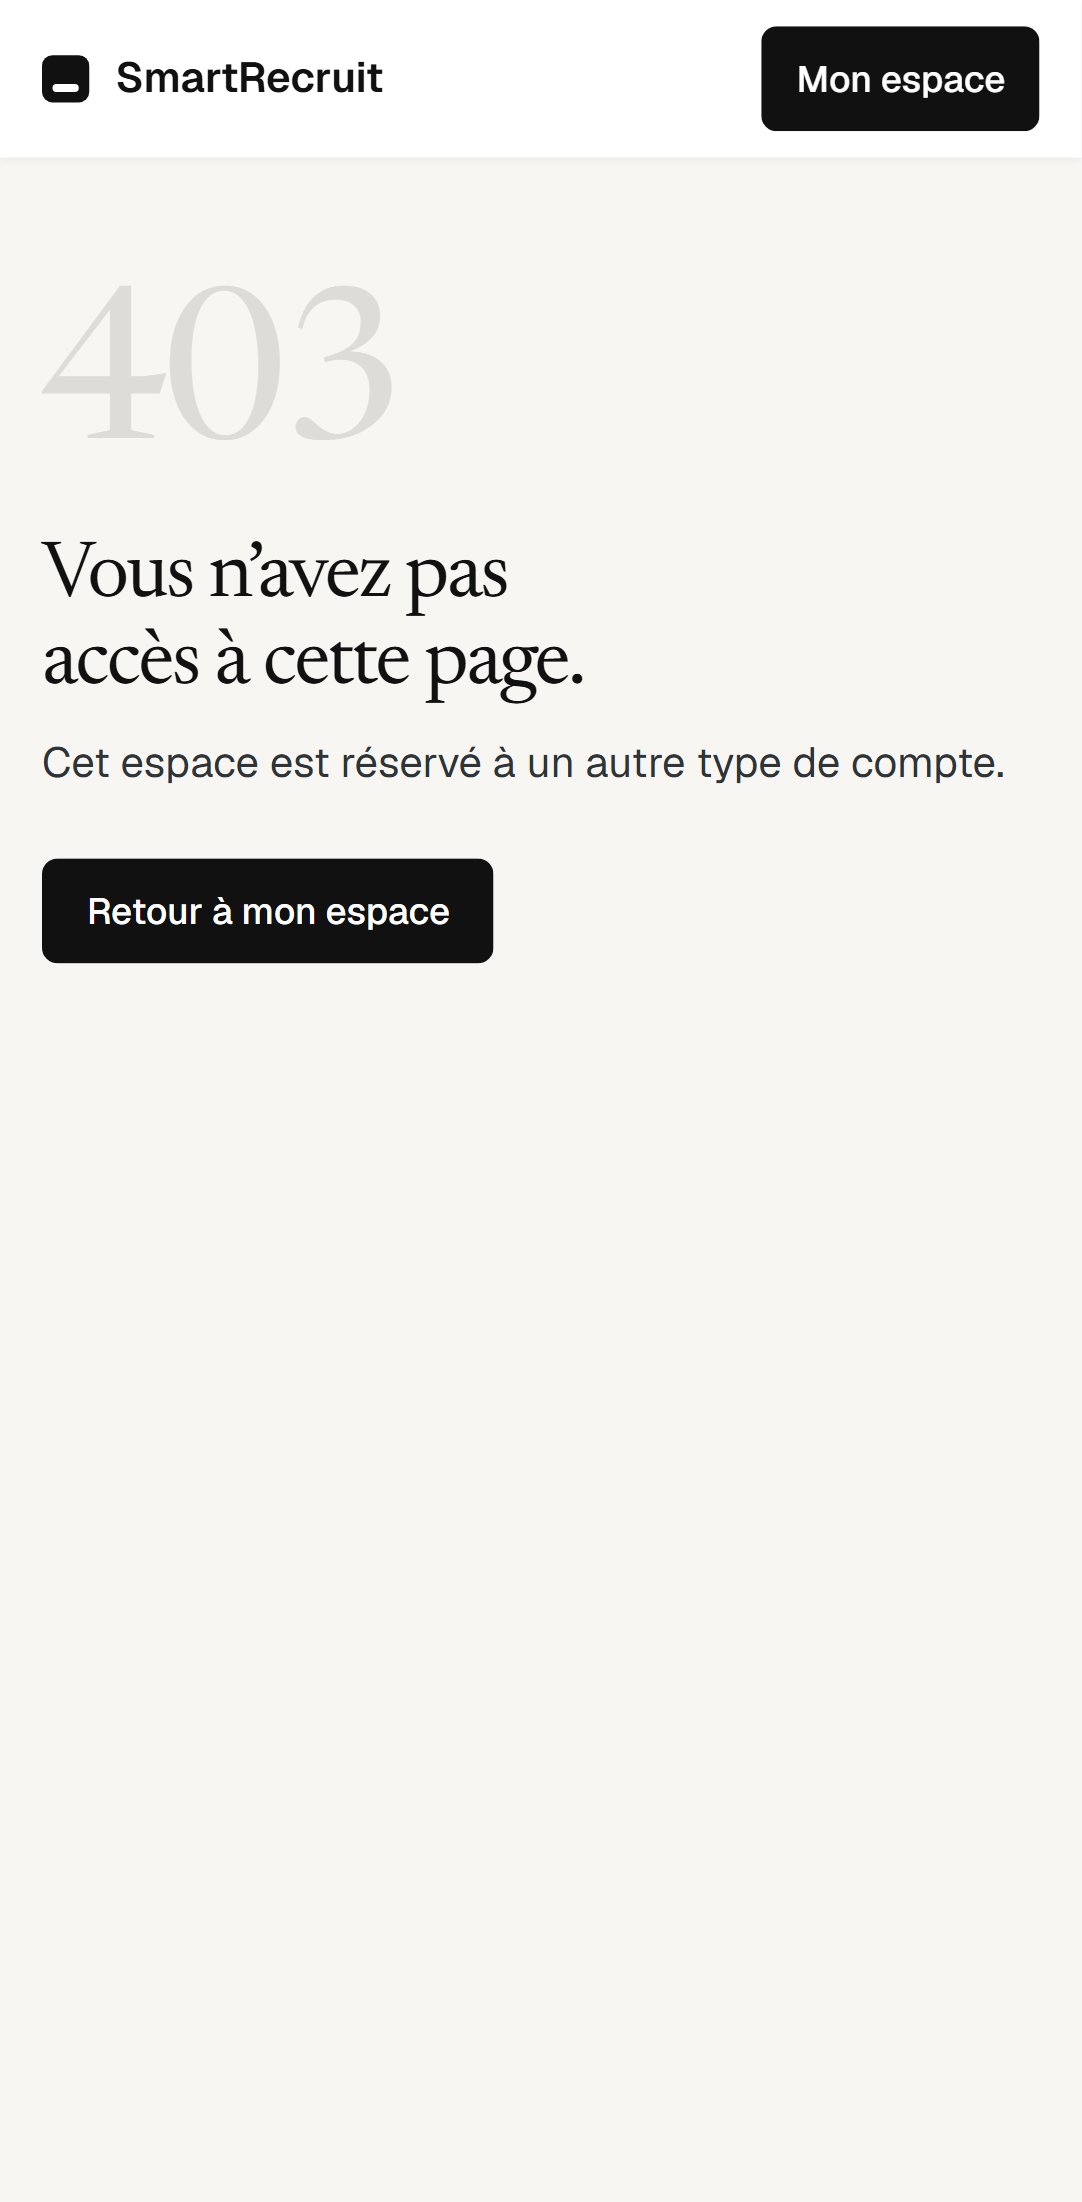 SmartRecruit
Mon espace
403
Vous n’avez pas
accès à cette page.
Cet espace est réservé à un autre type de compte.
Retour à mon espace